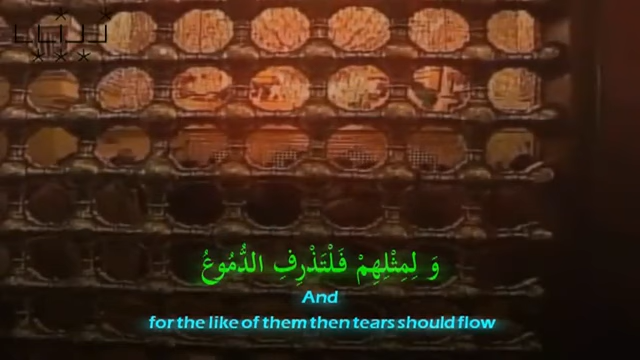 وَ لِمِثْلِهِمْ فَلْتَذْرِفِ الدُّمُوعُ
And
for the like of them then tears should flow